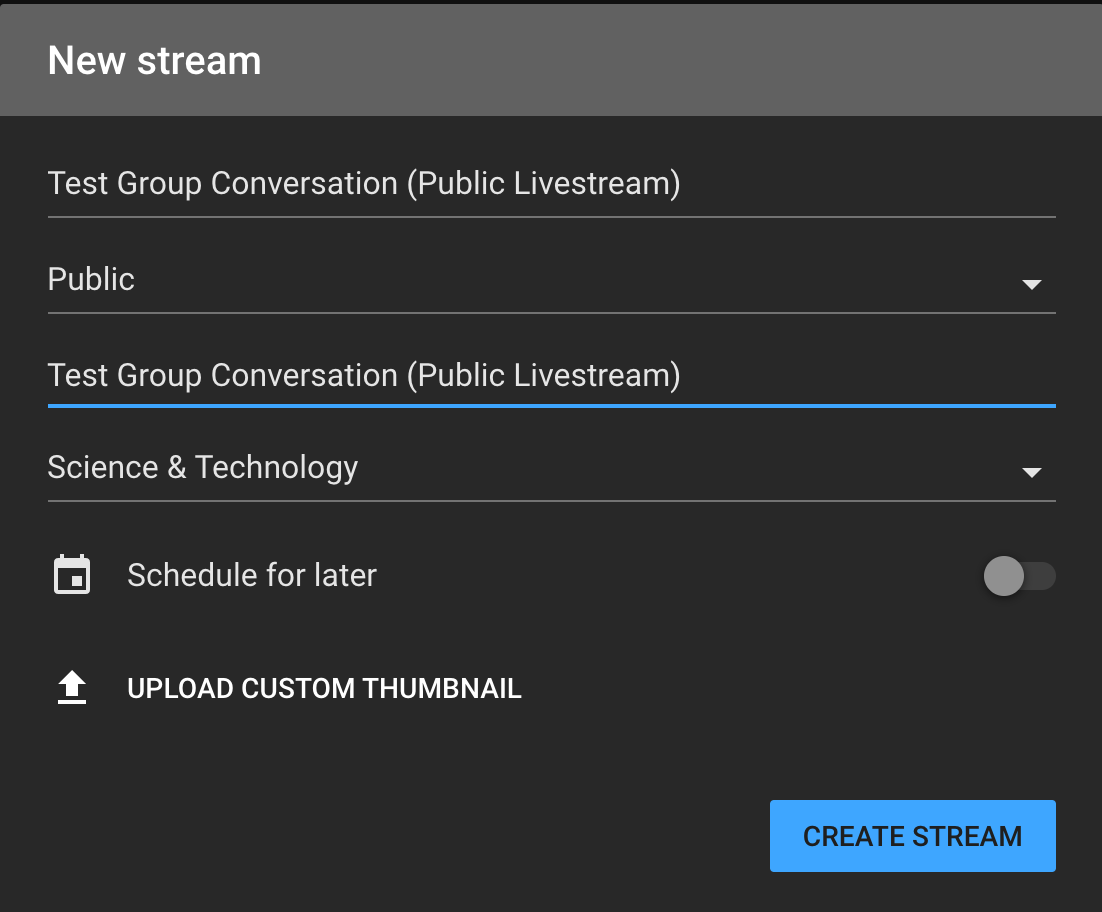 New stream
Test Group Conversation (Public Livestream)
Public
Test Group Conversation (Public Livestream)
Science & Technology
Schedule for later
UPLOAD CUSTOM THUMBNAIL
CREATE STREAM